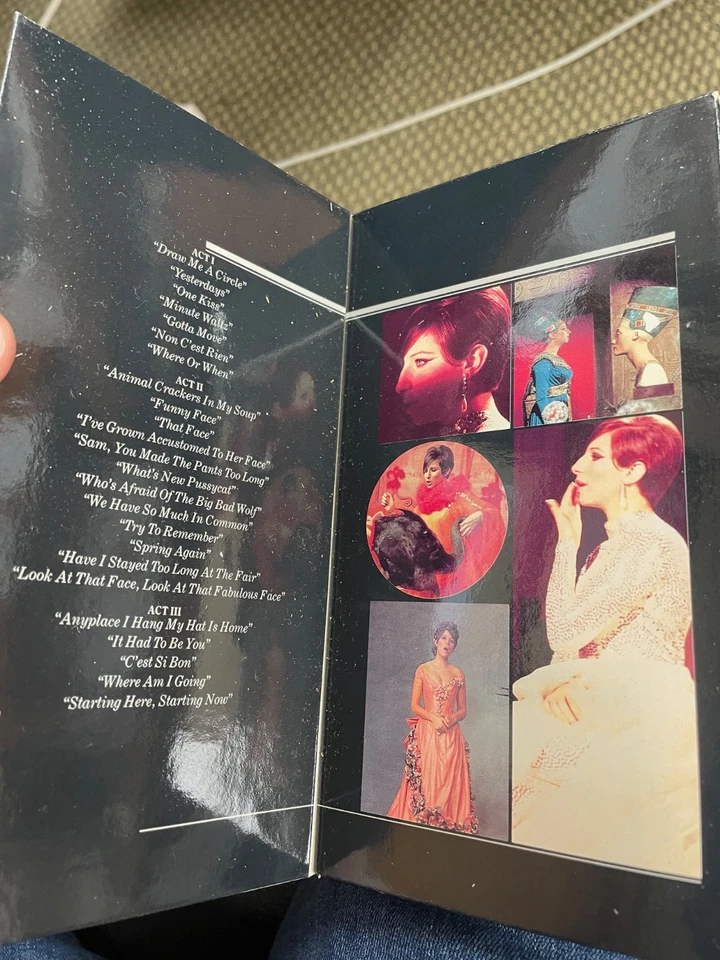 ACT I
"Draw Me A Circle"
"Yesterdays"
"One Kiss"
"Minute Waltz"
"Gotta Move"
"Non C'est Rien"
"Where Or When"
ACT II
"Animal Crackers In My Soup"
"Funny Face"
"That Face"
"I've Grown Accustomed To Her Face"
"Sam, You Made The Pants Too Long"
"What's New Pussycat"
"Who's Afraid Of The Big Bad Wolf"
"We Have So Much In Common"
"Try To Remember"
"Spring Again"
"Have I Stayed Too Long At The Fair"
"Look At That Face, Look At That Fabulous Face"
ACT III
"Anyplace I Hang My Hat Is Home"
"It Had To Be You"
"C'est Si Bon"
"Where Am I Going"
"Starting Here, Starting Now"